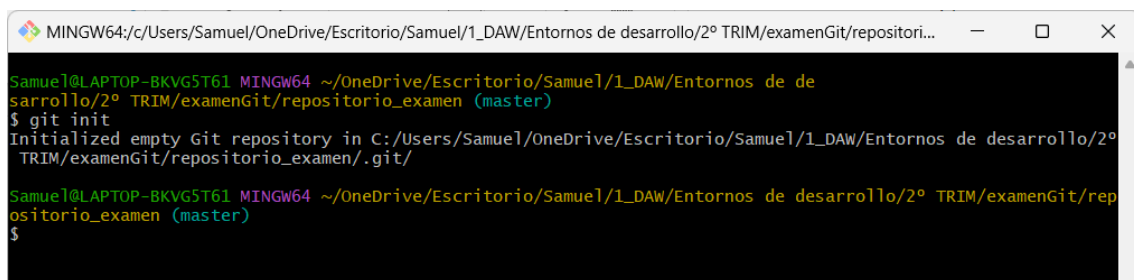 MINGW64:/c/Users/Samuel/OneDrive/Escritorio/Samuel/1_DAW/Entornos de desarrollo/2º TRIM/examenGit/repositori...
Samuel@LAPTOP-BKVG5T61 MINGW64 ~/OneDrive/Escritorio/Samuel/1_DAW/Entornos de de
sarrollo/2º TRIM/examenGit/repositorio_examen (master)
$ git init
Initialized empty Git repository in C:/Users/Samuel/OneDrive/Escritorio/Samuel/1_DAW/Entornos de desarrollo/2º
 TRIM/examenGit/repositorio_examen/.git/
Samuel@LAPTOP-BKVG5T61 MINGW64 ~/OneDrive/Escritorio/Samuel/1_DAW/Entornos de desarrollo/2º TRIM/examenGit/rep
ositorio_examen (master)
$